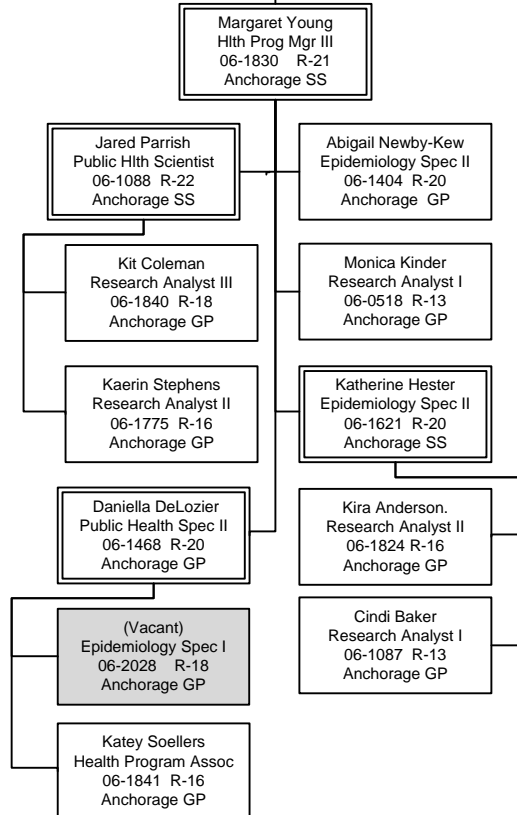 Margaret Young
Hlth Prog Mgr III
06-1830 R-21
Anchorage SS
Jared Parrish
Public Hlth Scientist
06-1088 R-22
Anchorage SS
Abigail Newby-Kew
Epidemiology Spec II
06-1404 R-20
Anchorage GP
Kit Coleman
Research Analyst III
06-1840 R-18
Anchorage GP
Monica Kinder
Research Analyst I
06-0518 R-13
Anchorage GP
Kaerin Stephens
Research Analyst II
06-1775 R-16
Anchorage GP
Katherine Hester
Epidemiology Spec II
06-1621 R-20
Anchorage SS
Daniella DeLozier
Public Health Spec II
06-1468 R-20
Anchorage GP
Kira Anderson.
Research Analyst II
06-1824 R-16
Anchorage GP
(Vacant)
Epidemiology Spec I
06-2028 R-18
Anchorage GP
Cindi Baker
Research Analyst I
06-1087 R-13
Anchorage GP
Katey Soellers
Health Program Assoc
06-1841 R-16
Anchorage GP